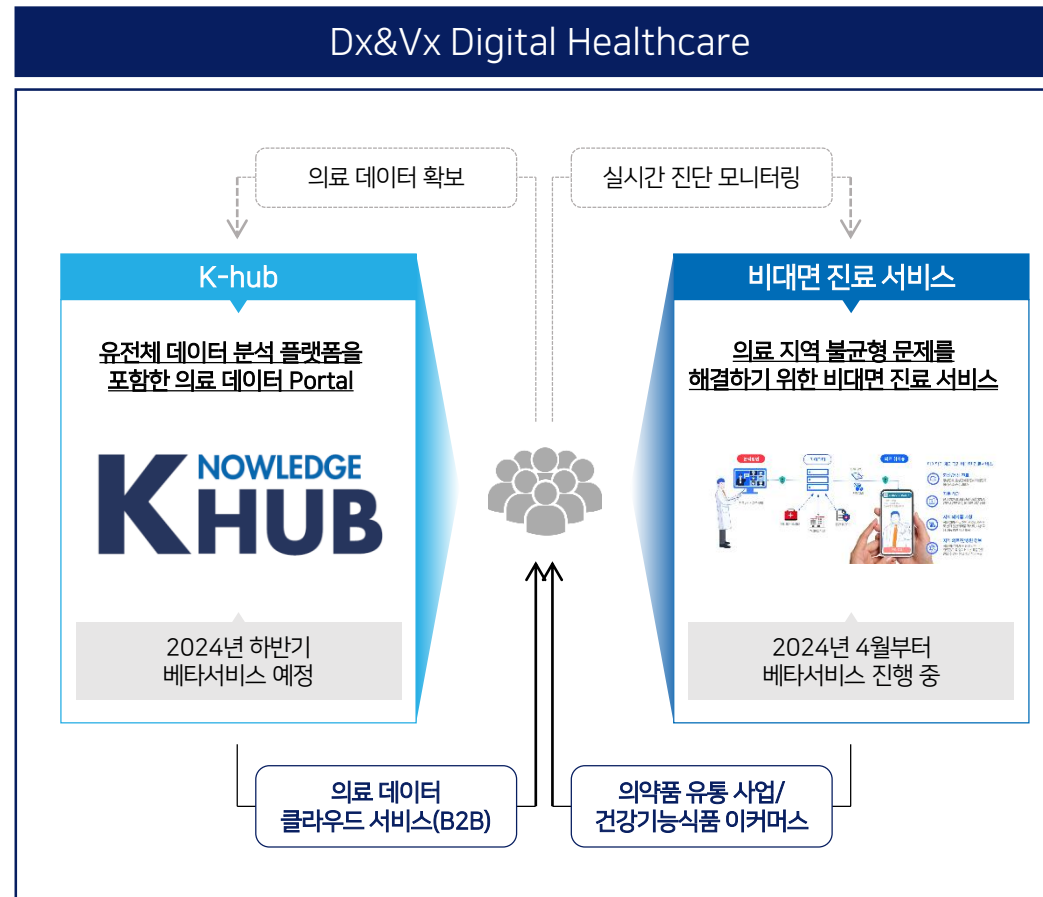 Dx&Vx Digital Healthcare
의료 데이터 확보
실시간 진단 모니터링
K-hub
유전체 데이터 분석 플랫폼을
포함한 의료 데이터 Portal
KNOWLEDGE
HUB
2024년 하반기
베타서비스 예정
비대면 진료 서비스
의료 지역 불균형 문제를
해결하기 위한 비대면 진료 서비스
2024년 4월부터
베타서비스 진행 중
의료 데이터
클라우드 서비스(B2B)
의약품 유통 사업/
건강기능식품 이커머스